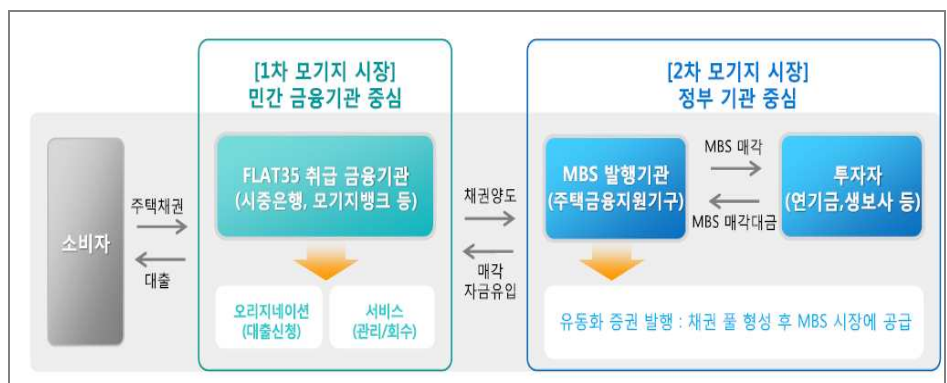 [1차 모기지 시장]
민간 금융기관 중심
[2차 모기지 시장]
정부 기관 중심
소비자
주택채권
대출
FLAT35 취급 금융기관
(시중은행, 모기지뱅크 등)
오리지네이션
(대출신청)
서비스
(관리/회수)
채권양도
매각
자금유입
MBS 발행기관
(주택금융지원기구)
MBS 매각
MBS 매각대금
투자자
(연기금,생보사 등)
유동화 증권 발행 : 채권 풀 형성 후 MBS 시장에 공급